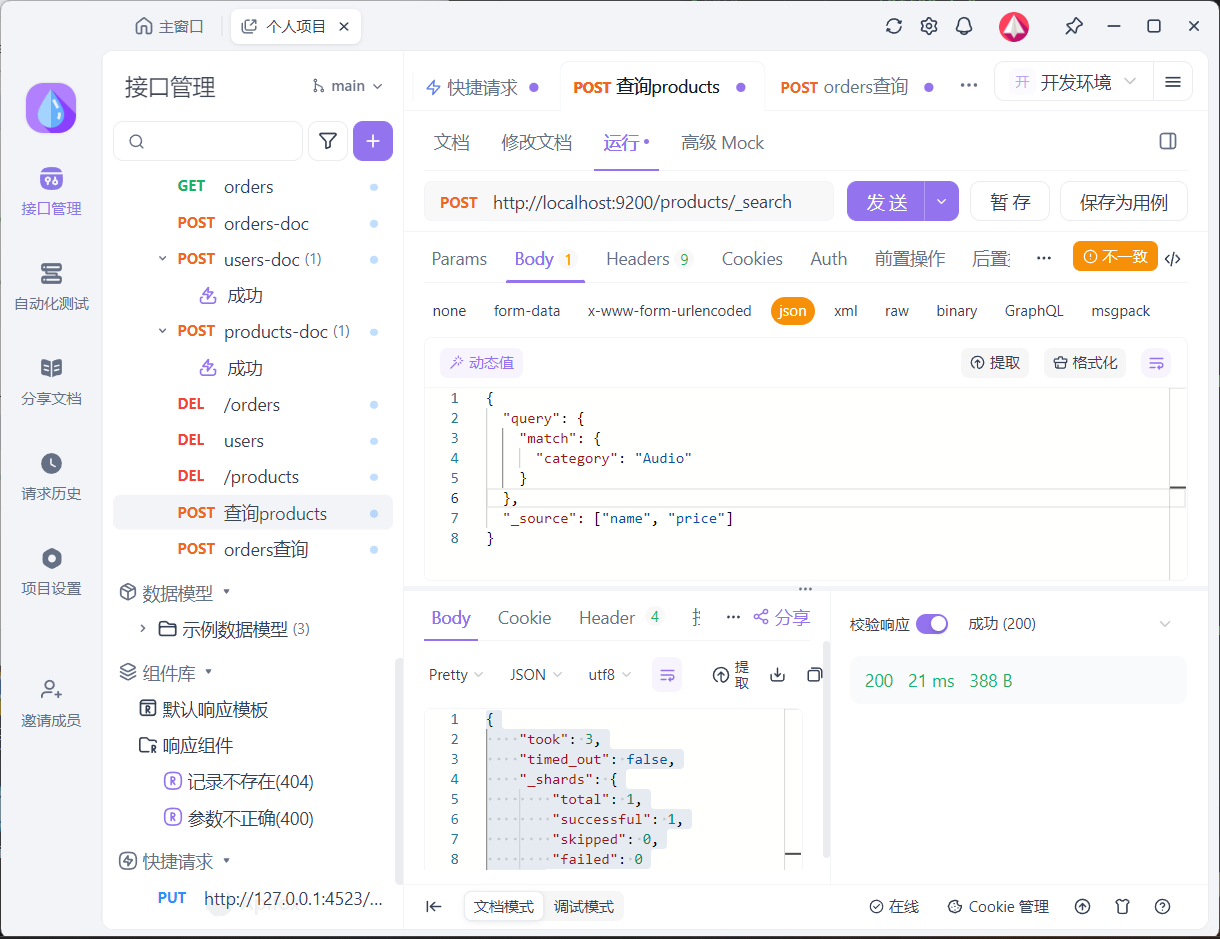 主窗口
个人项目
接口管理
自动化测试
分享文档
请求历史
项目设置
邀请成员
接口管理
main
GET orders
POST orders-doc
POST users-doc (1)
成功
POST products-doc (1)
成功
DEL /orders
DEL users
DEL /products
POST 查询products
POST orders查询
数据模型
示例数据模型 (3)
组件库
默认响应模板
响应组件
记录不存在(404)
参数不正确(400)
快捷请求
PUT http://127.0.0.1:4523/...
快捷请求
POST 查询products
POST orders查询
开 开发环境
文档 修改文档 运行 高级 Mock
POST http://localhost:9200/products/_search
发 送
暂 存
保存为用例
Params Body 1 Headers 9 Cookies Auth 前置操作 后置
不一致
none form-data x-www-form-urlencoded json xml raw binary GraphQL msgpack
动态值
提取
格式化
1 {
2 "query": {
3 "match": {
4 "category": "Audio"
5 }
6 },
7 "_source": ["name", "price"]
8 }
Body Cookie Header 4
分享
Pretty JSON utf8
提取
1 {
2 "took": 3,
3 "timed_out": false,
4 "_shards": {
5 "total": 1,
6 "successful": 1,
7 "skipped": 0,
8 "failed": 0
校验响应 成功 (200)
200 21 ms 388 B
文档模式 调试模式
在线
Cookie 管理